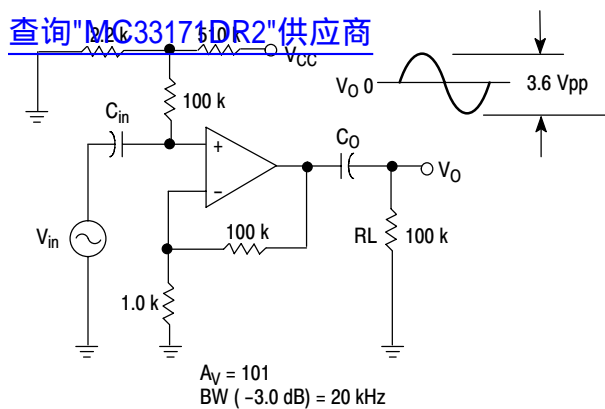 查询"MC33171DR2"供应商
2.2 k
510 k
VCC
100 k
Cin
+
−
CO
VO
VO 0
3.6 Vpp
Vin
100 k
RL
100 k
1.0 k
AV = 101
BW ( −3.0 dB) = 20 kHz